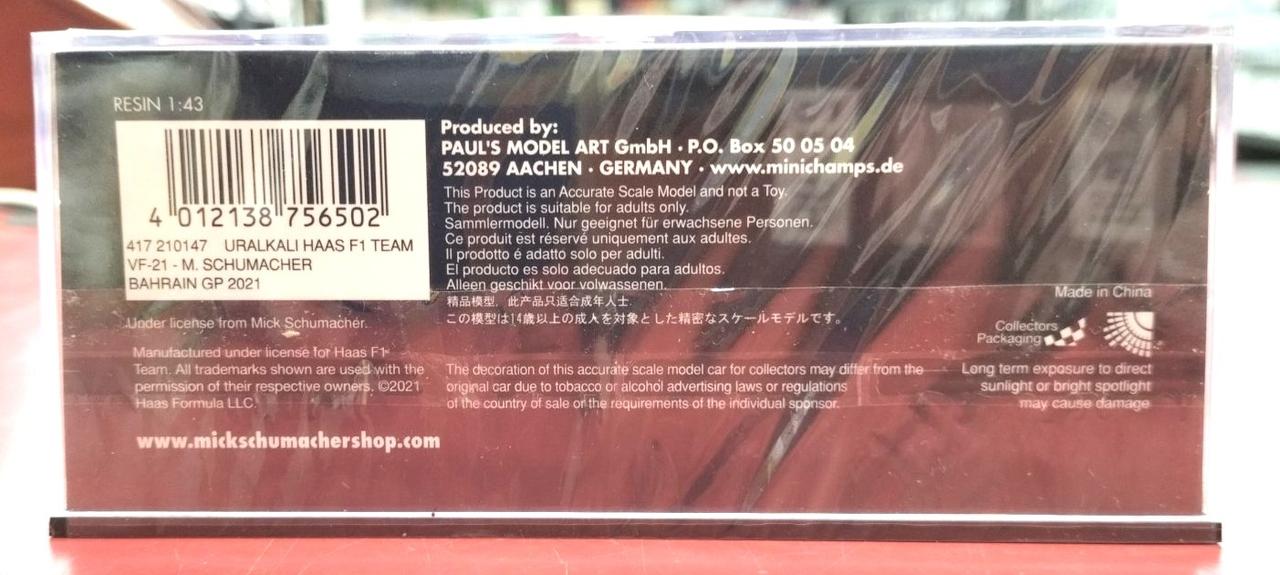 RESIN 1:43
4 012138 756502
417 210147 URALKALI HAAS F1 TEAM
VF-21 - M. SCHUMACHER
BAHRAIN GP 2021
Under license from Mick Schumacher.
Manufactured under license for Haas F1
Team. All trademarks shown are used with the
permission of their respective owners. ©2021
Haas Formula LLC.
www.mickschumachershop.com
Produced by:
PAUL'S MODEL ART GmbH · P.O. Box 50 05 04
52089 AACHEN · GERMANY · www.minichamps.de
This Product is an Accurate Scale Model and not a Toy.
The product is suitable for adults only.
Sammlermodell. Nur geeignet für erwachsene Personen.
Ce produit est réservé uniquement aux adultes.
Il prodotto é adatto solo per adulti.
El producto es solo adecuado para adultos.
Alleen geschikt voor volwassenen.
精品模型，此产品只适合成年人士.
この模型は14歳以上の成人を対象とした精密なスケールモデルです。
The decoration of this accurate scale model car for collectors may differ from the
original car due to tobacco or alcohol advertising laws or regulations
of the country of sale or the requirements of the individual sponsor.
Made in China
Collectors
Packaging
Long term exposure to direct
sunlight or bright spotlight
may cause damage